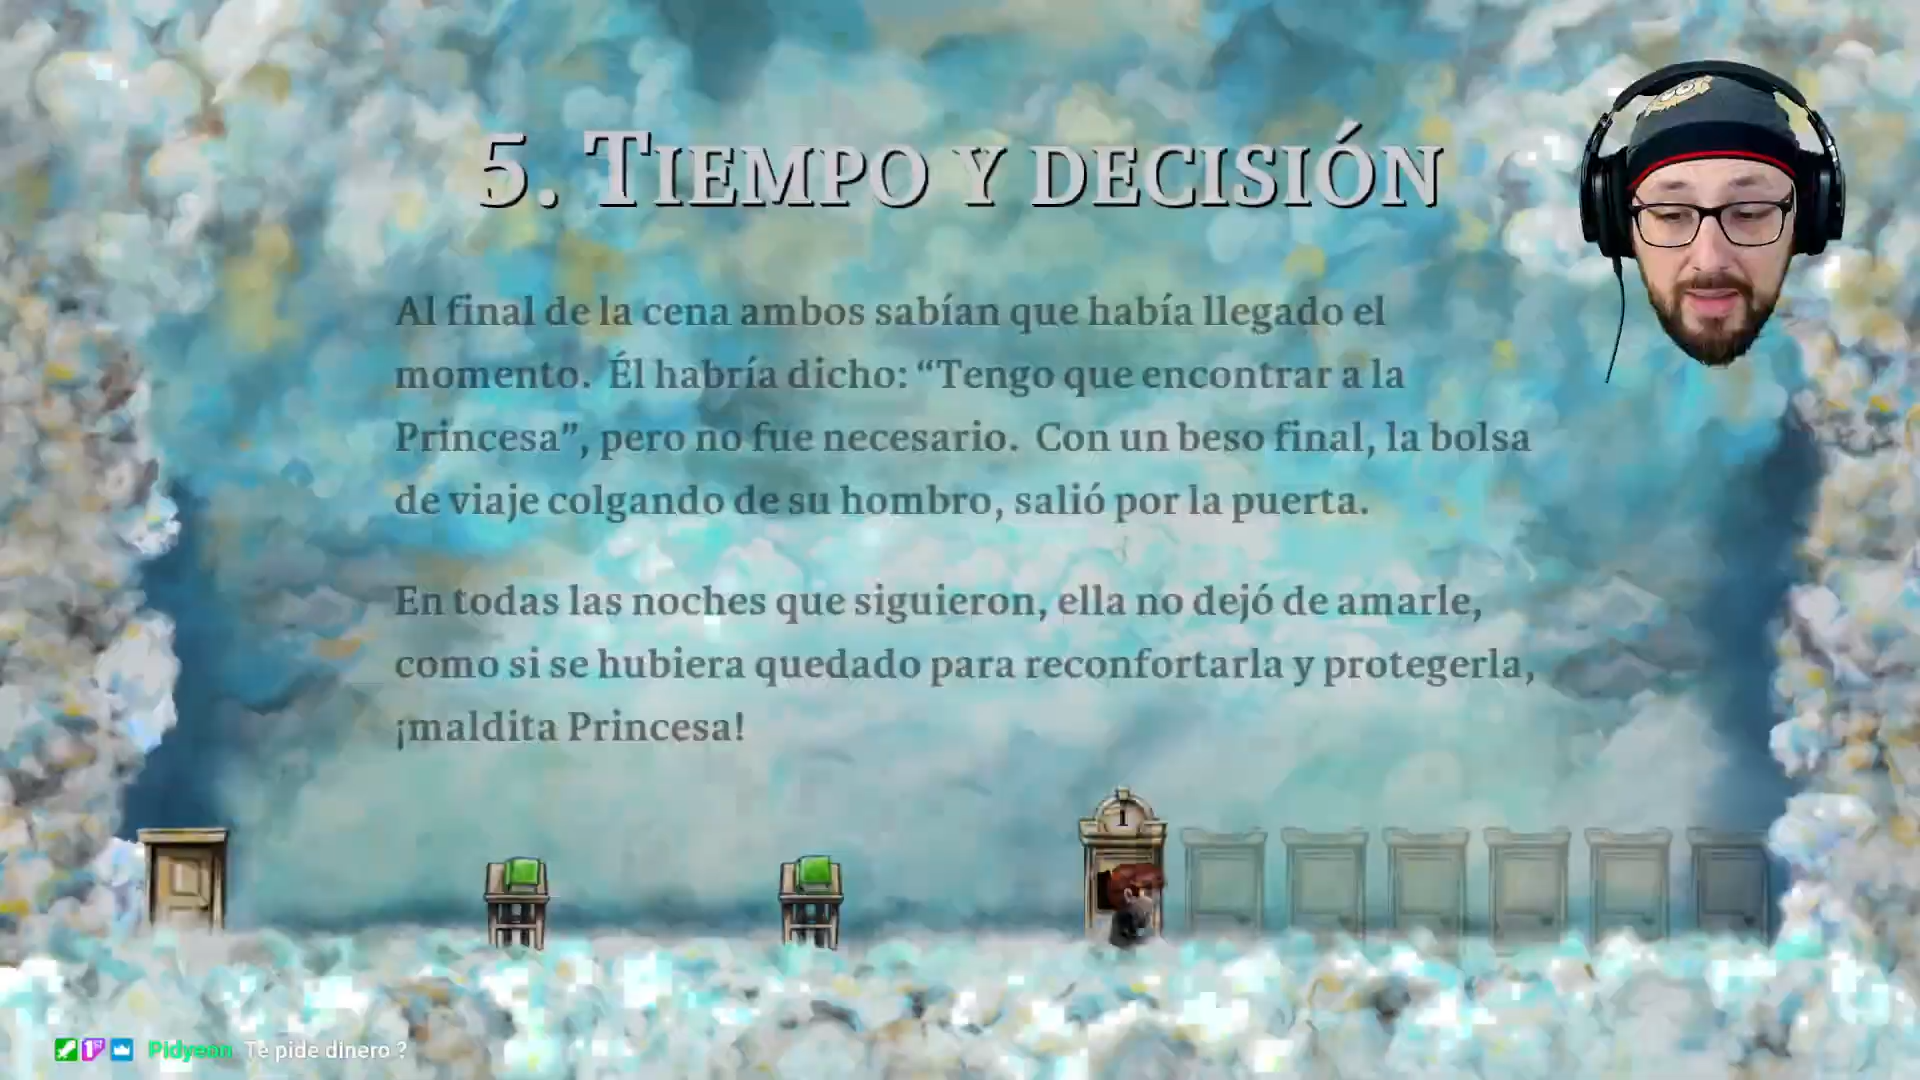 5. TIEMPO Y DECISIÓN
Al final de la cena ambos sabían que había llegado el
momento. Él habría dicho: “Tengo que encontrar a la
Princesa”, pero no fue necesario. Con un beso final, la bolsa
de viaje colgando de su hombro, salió por la puerta.
En todas las noches que siguieron, ella no dejó de amarle,
como si se hubiera quedado para reconfortarla y protegerla,
¡maldita Princesa!
1
Pidyeon Te pide dinero ?